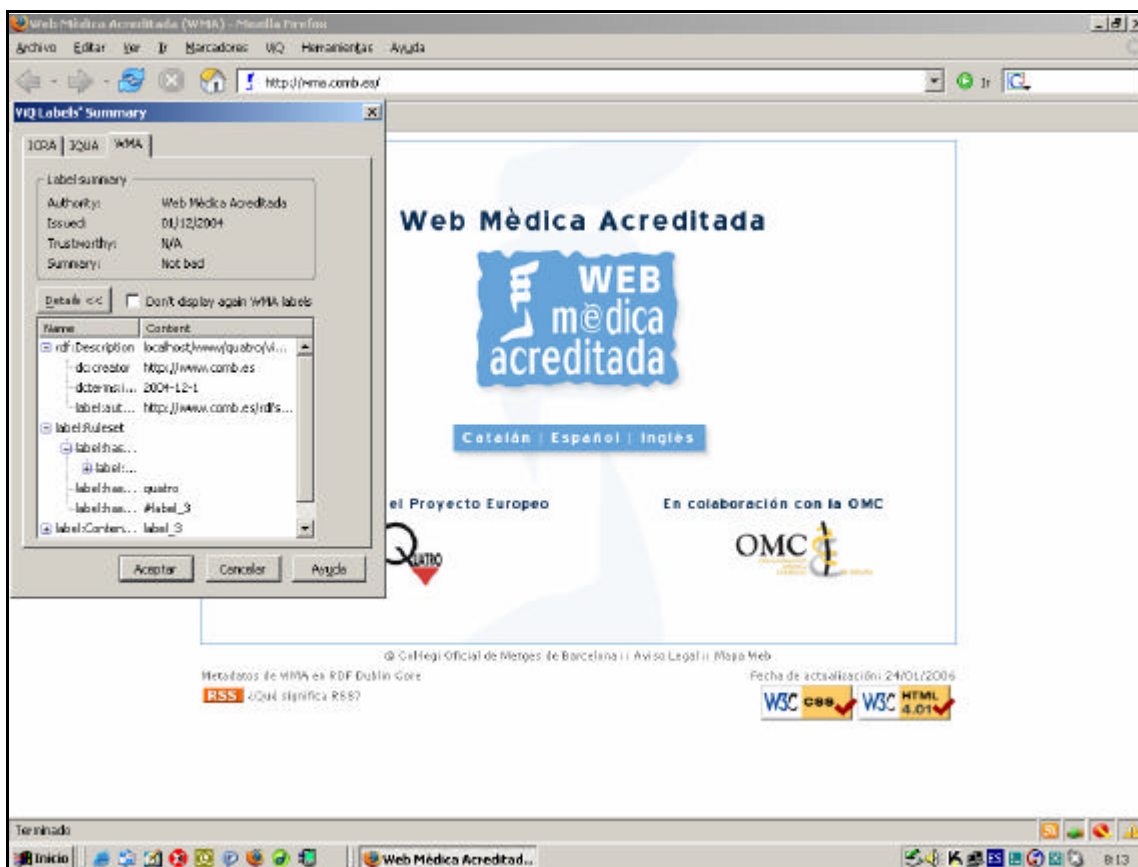 Web Mèdica Acreditada (WMA) - Mozilla Firefox
Archivo Editar Ver Ir Marcadores ViQ Herramientas Ayuda
http://wma.comb.es/ Ir
ViQ Labels' Summary
ICRA IQUA WMA
Label summary
Authority: Web Mèdica Acreditada
Issued: 01/12/2004
Trustworthy: N/A
Summary: Not bad
Details << Don't display again WMA labels
Name Content
rdf:Description localhost/www/quatro/vi...
dc:creator http://www.comb.es
dcterms:i... 2004-12-1
label:aut... http://www.comb.es/rdfs...
label:Ruleset
label:has...
label:...
label:has... quatro
label:has... #label_3
label:Conten... label_3
Aceptar Cancelar Ayuda
Web Mèdica Acreditada
WEB
m@dica
acreditada
Catalán | Español | Inglés
el Proyecto Europeo
En colaboración con la OMC
QUATRO
OMC
@ Col·legi Oficial de Metges de Barcelona :: Aviso Legal :: Mapa Web
Metadatos de WMA en RDF Dublin Core
Fecha de actualización: 24/01/2006
RSS ¿Qué significa RSS?
W3C css
W3C HTML 4.01
Terminado
Inicio
Web Mèdica Acreditad...
ES
8:13